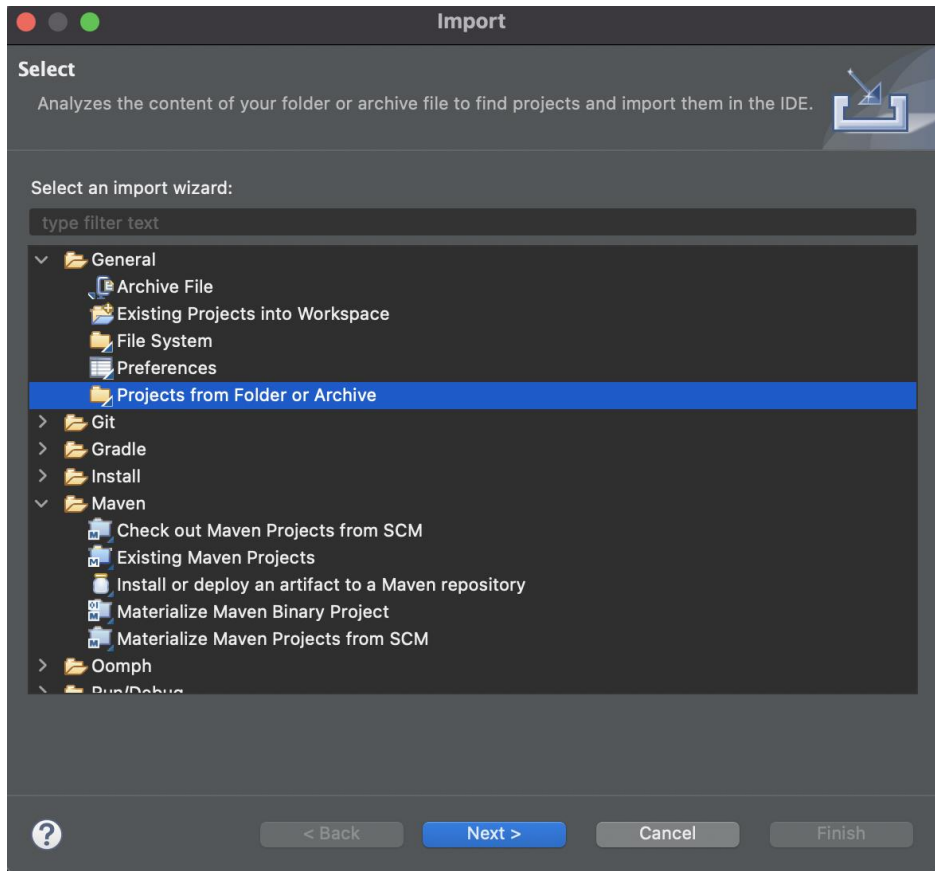 Import
Select
Analyzes the content of your folder or archive file to find projects and import them in the IDE.
Select an import wizard:
type filter text
General
Archive File
Existing Projects into Workspace
File System
Preferences
Projects from Folder or Archive
Git
Gradle
Install
Maven
Check out Maven Projects from SCM
Existing Maven Projects
Install or deploy an artifact to a Maven repository
Materialize Maven Binary Project
Materialize Maven Projects from SCM
Oomph
Run/Debug
? < Back Next > Cancel Finish